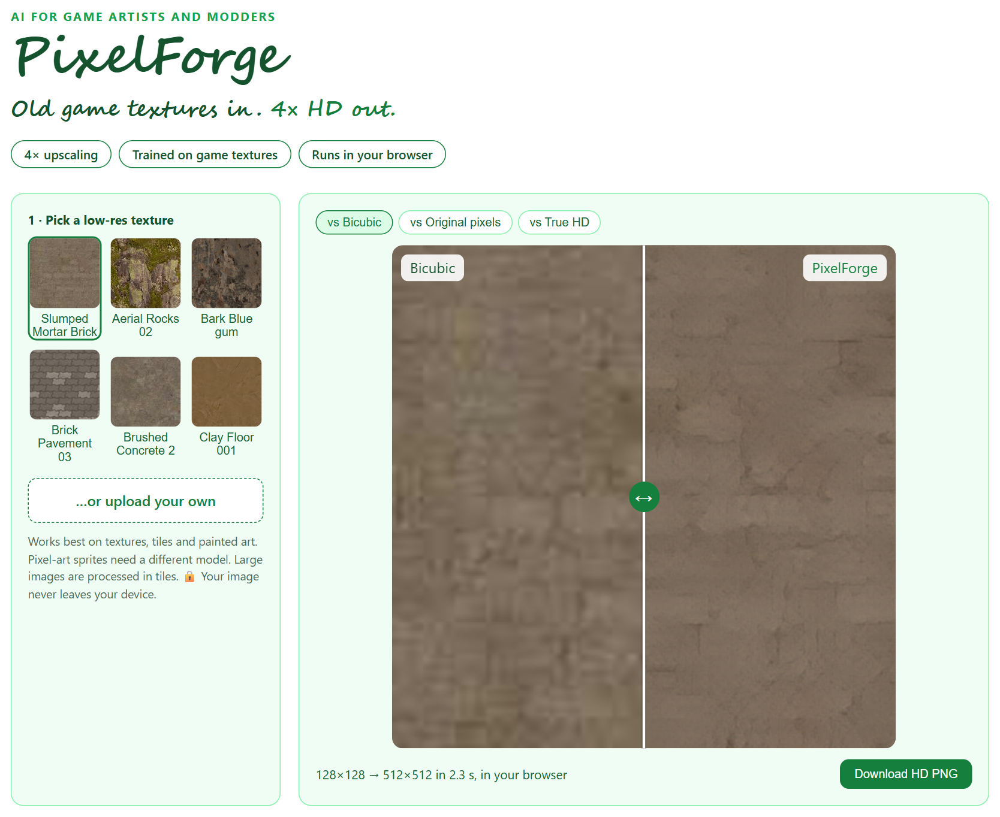 AI FOR GAME ARTISTS AND MODDERS
PixelForge
Old game textures in. 4x HD out.
4× upscaling
Trained on game textures
Runs in your browser
1 · Pick a low-res texture
Slumped
Mortar Brick
Aerial Rocks
02
Bark Blue
gum
Brick
Pavement
03
Brushed
Concrete 2
Clay Floor
001
...or upload your own
Works best on textures, tiles and painted art.
Pixel-art sprites need a different model. Large
images are processed in tiles. 🔒 Your image
never leaves your device.
vs Bicubic
vs Original pixels
vs True HD
Bicubic
PixelForge
128×128 → 512×512 in 2.3 s, in your browser
Download HD PNG